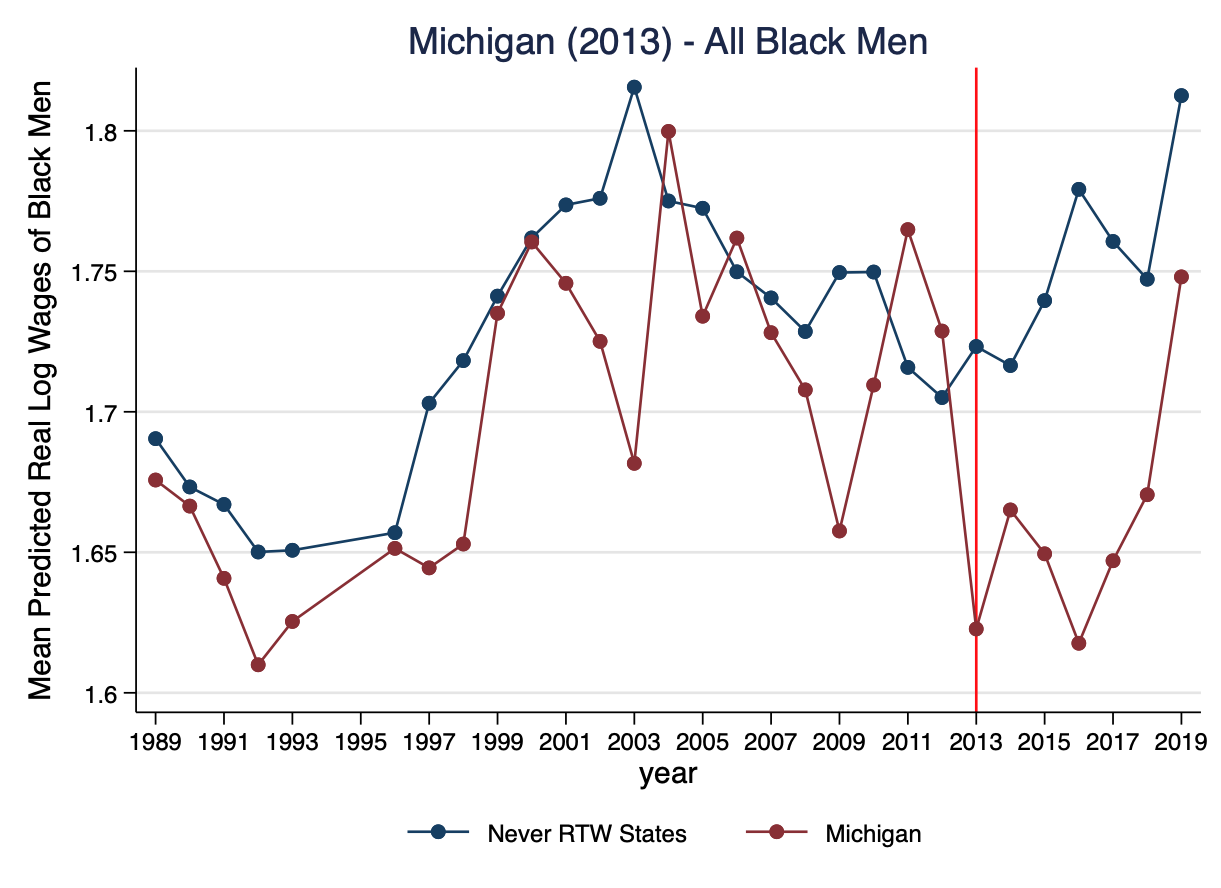 Michigan (2013) - All Black Men
Mean Predicted Real Log Wages of Black Men
1.8
1.75
1.7
1.65
1.6
1989 1991 1993 1995 1997 1999 2001 2003 2005 2007 2009 2011 2013 2015 2017 2019
year
Never RTW States Michigan